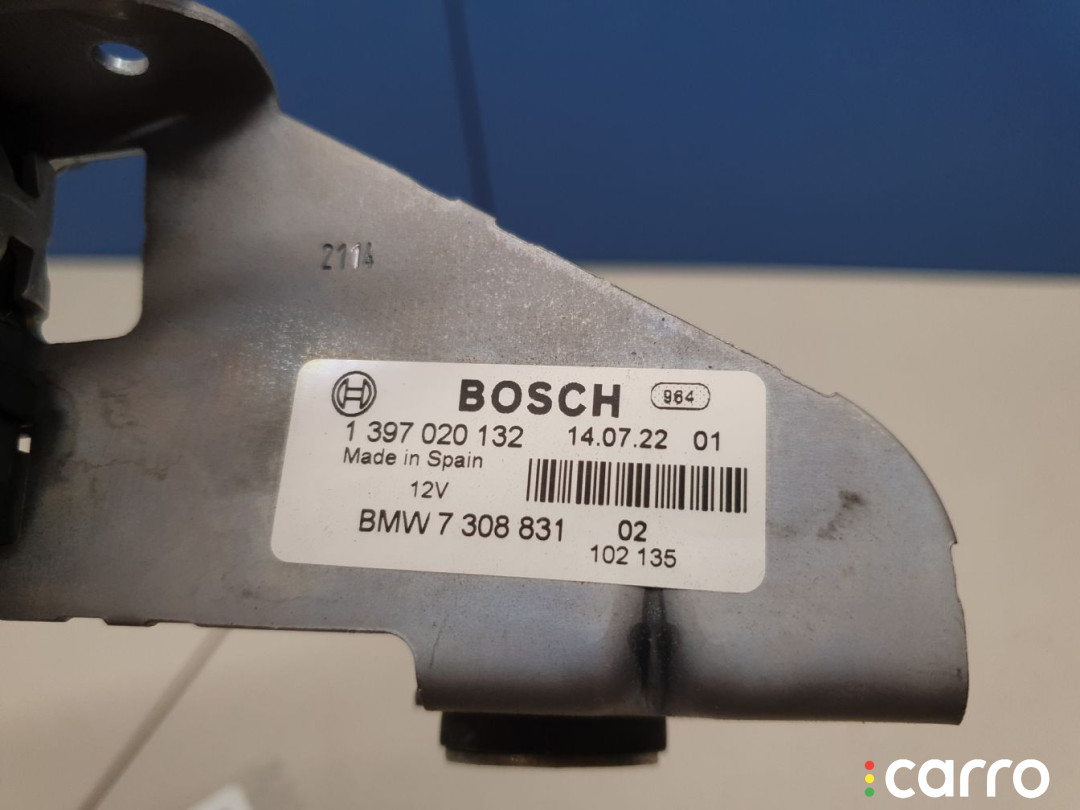 2114
BOSCH 964
1 397 020 132 14.07.22 01
Made in Spain
12V
BMW 7 308 831 02
102 135
carro